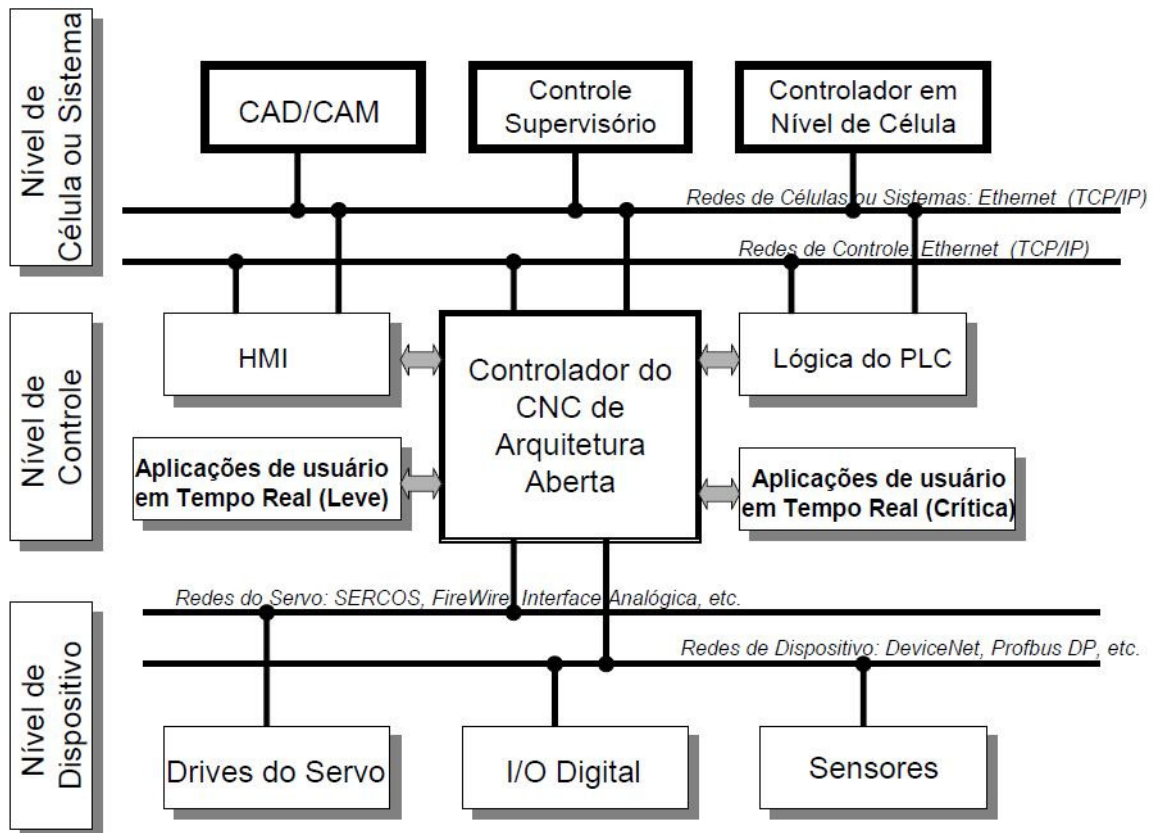 Nível de
Célula ou Sistema
CAD/CAM
Controle
Supervisório
Controlador em
Nível de Célula
Redes de Células ou Sistemas: Ethernet (TCP/IP)
Redes de Controle: Ethernet (TCP/IP)
Nível de
Controle
HMI
Controlador do
CNC de
Arquitetura
Aberta
Lógica do PLC
Aplicações de usuário
em Tempo Real (Leve)
Aplicações de usuário
em Tempo Real (Crítica)
Nível de
Dispositivo
Redes do Servo: SERCOS, FireWire, Interface Analógica, etc.
Redes de Dispositivo: DeviceNet, Profbus DP, etc.
Drives do Servo
I/O Digital
Sensores